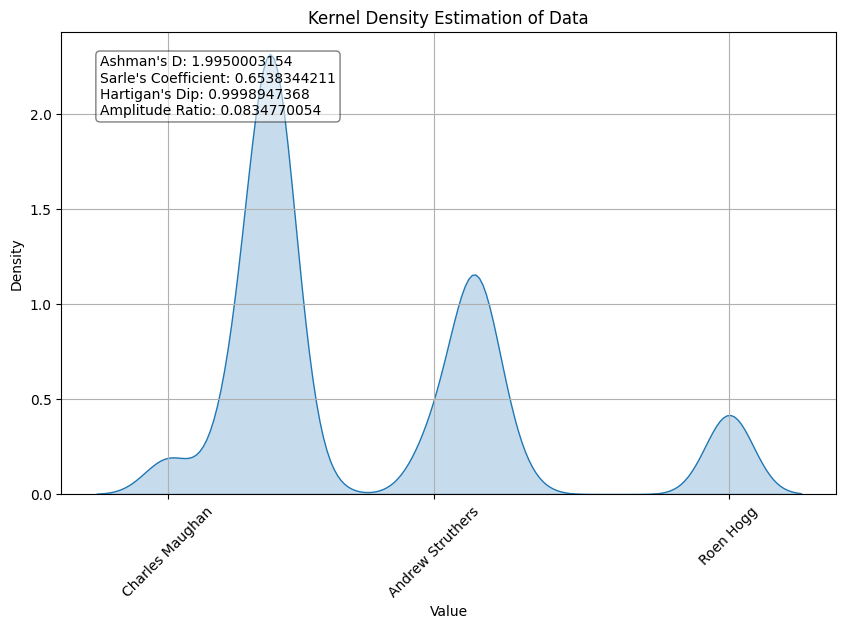 Kernel Density Estimation of Data
Ashman's D: 1.9950003154
Sarle's Coefficient: 0.6538344211
Hartigan's Dip: 0.9998947368
Amplitude Ratio: 0.0834770054
Density
2.0
1.5
1.0
0.5
0.0
Charles Maughan
Andrew Struthers
Roen Hogg
Value